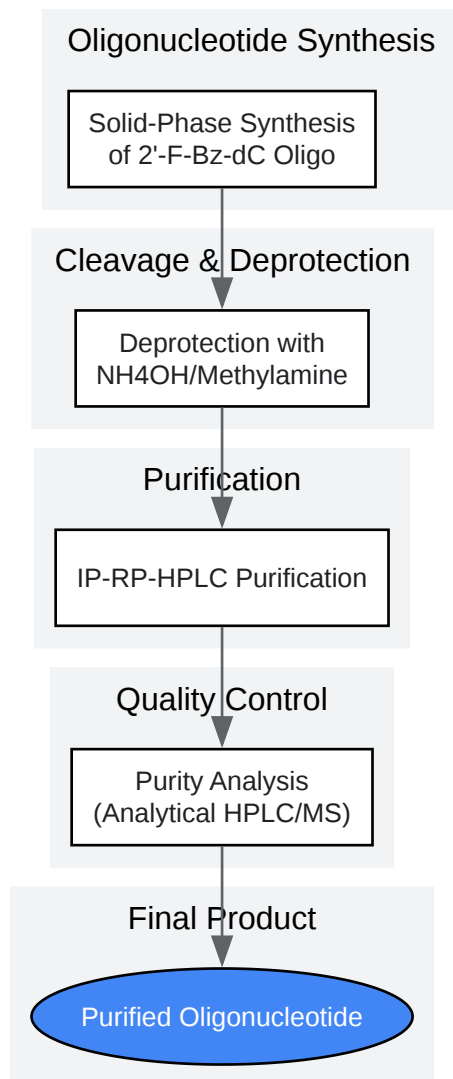 Oligonucleotide Synthesis
Solid-Phase Synthesis
of 2'-F-Bz-dC Oligo
Cleavage & Deprotection
Deprotection with
NH4OH/Methylamine
Purification
IP-RP-HPLC Purification
Quality Control
Purity Analysis
(Analytical HPLC/MS)
Final Product
Purified Oligonucleotide